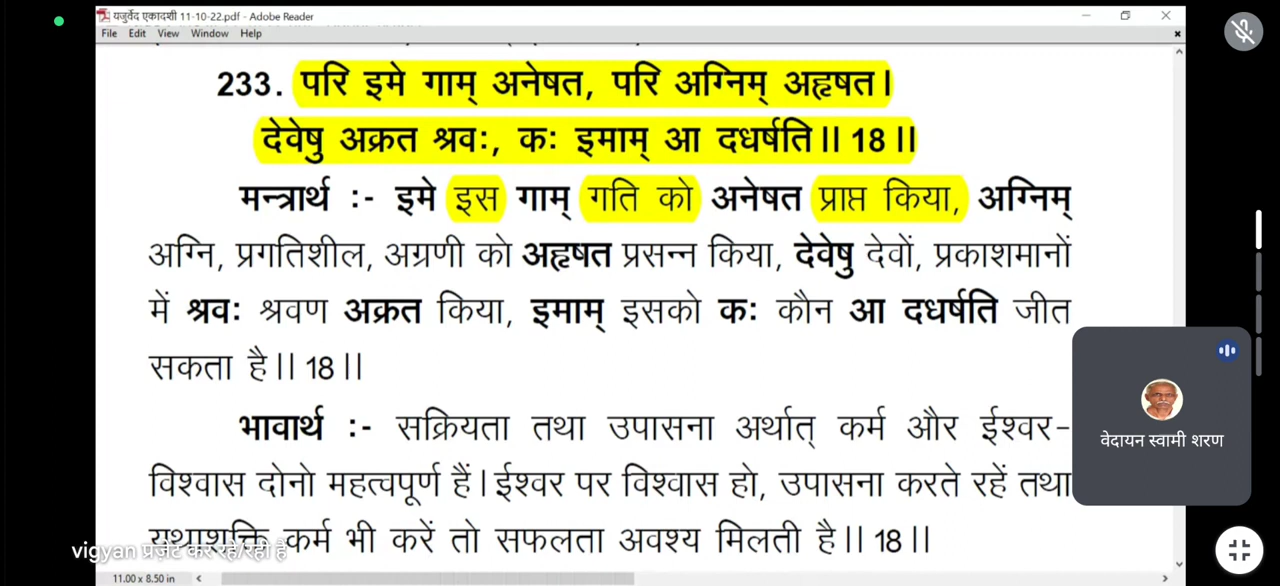 यजुर्वेद एकादशी 11-10-22.pdf - Adobe Reader
File Edit View Window Help
233. परि इमे गाम् अनेषत, परि अग्निम् अहृषत।
देवेषु अक्रत श्रवः, कः इमाम् आ दधर्षति॥ 18॥
मन्त्रार्थ :- इमे इस गाम् गति को अनेषत प्राप्त किया, अग्निम्
अग्नि, प्रगतिशील, अग्रणी को अहृषत प्रसन्न किया, देवेषु देवों, प्रकाशमानों
में श्रवः श्रवण अक्रत किया, इमाम् इसको कः कौन आ दधर्षति जीत
सकता है॥ 18॥
भावार्थ :- सक्रियता तथा उपासना अर्थात् कर्म और ईश्वर-
विश्वास दोनो महत्वपूर्ण हैं। ईश्वर पर विश्वास हो, उपासना करते रहें तथा
यथाशक्ति कर्म भी करें तो सफलता अवश्य मिलती है॥ 18॥
वेदायन स्वामी शरण
vigyan प्रज़ेंट कर रहे/रही हैं
11.00 x 8.50 in